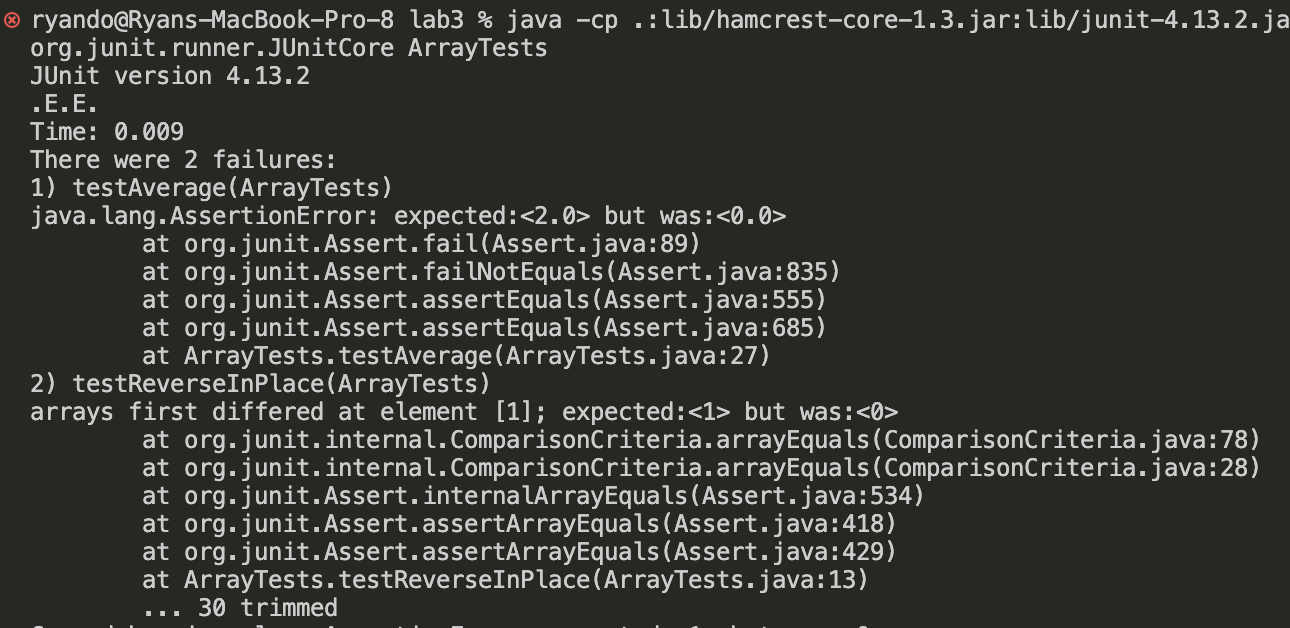 ryando@Ryans-MacBook-Pro-8 lab3 % java -cp .:lib/hamcrest-core-1.3.jar:lib/junit-4.13.2.ja
org.junit.runner.JUnitCore ArrayTests
JUnit version 4.13.2
.E.E.
Time: 0.009
There were 2 failures:
1) testAverage(ArrayTests)
java.lang.AssertionError: expected:<2.0> but was:<0.0>
        at org.junit.Assert.fail(Assert.java:89)
        at org.junit.Assert.failNotEquals(Assert.java:835)
        at org.junit.Assert.assertEquals(Assert.java:555)
        at org.junit.Assert.assertEquals(Assert.java:685)
        at ArrayTests.testAverage(ArrayTests.java:27)
2) testReverseInPlace(ArrayTests)
arrays first differed at element [1]; expected:<1> but was:<0>
        at org.junit.internal.ComparisonCriteria.arrayEquals(ComparisonCriteria.java:78)
        at org.junit.internal.ComparisonCriteria.arrayEquals(ComparisonCriteria.java:28)
        at org.junit.Assert.internalArrayEquals(Assert.java:534)
        at org.junit.Assert.assertArrayEquals(Assert.java:418)
        at org.junit.Assert.assertArrayEquals(Assert.java:429)
        at ArrayTests.testReverseInPlace(ArrayTests.java:13)
        ... 30 trimmed